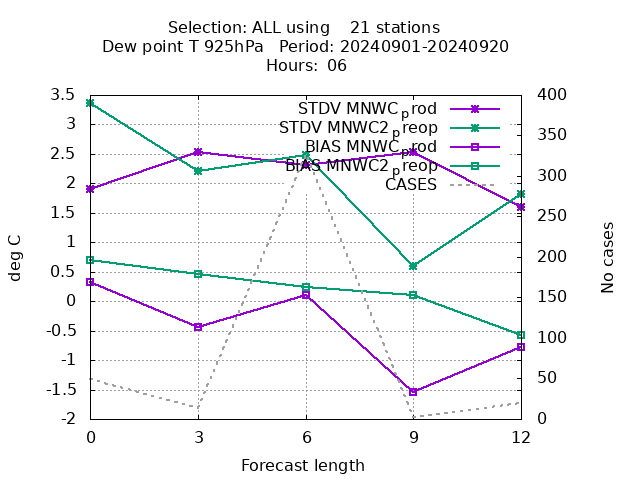 Selection: ALL using 21 stations
Dew point T 925hPa Period: 20240901-20240920
Hours: 06
3.5
3
2.5
2
1.5
1
0.5
0
-0.5
-1
-1.5
-2
deg C
STDV MNWC_prod
STDV MNWC2_preop
BIAS MNWC_prod
BIAS MNWC2_preop
CASES
400
350
300
250
200
150
100
50
0
No cases
0 3 6 9 12
Forecast length